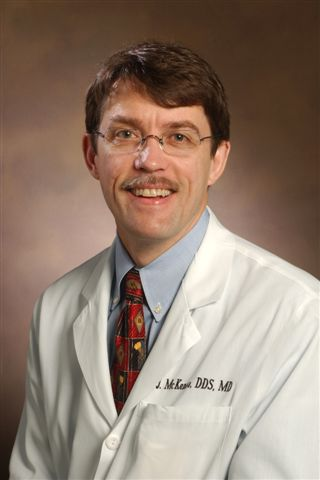 J. McKenna, DDS, MD